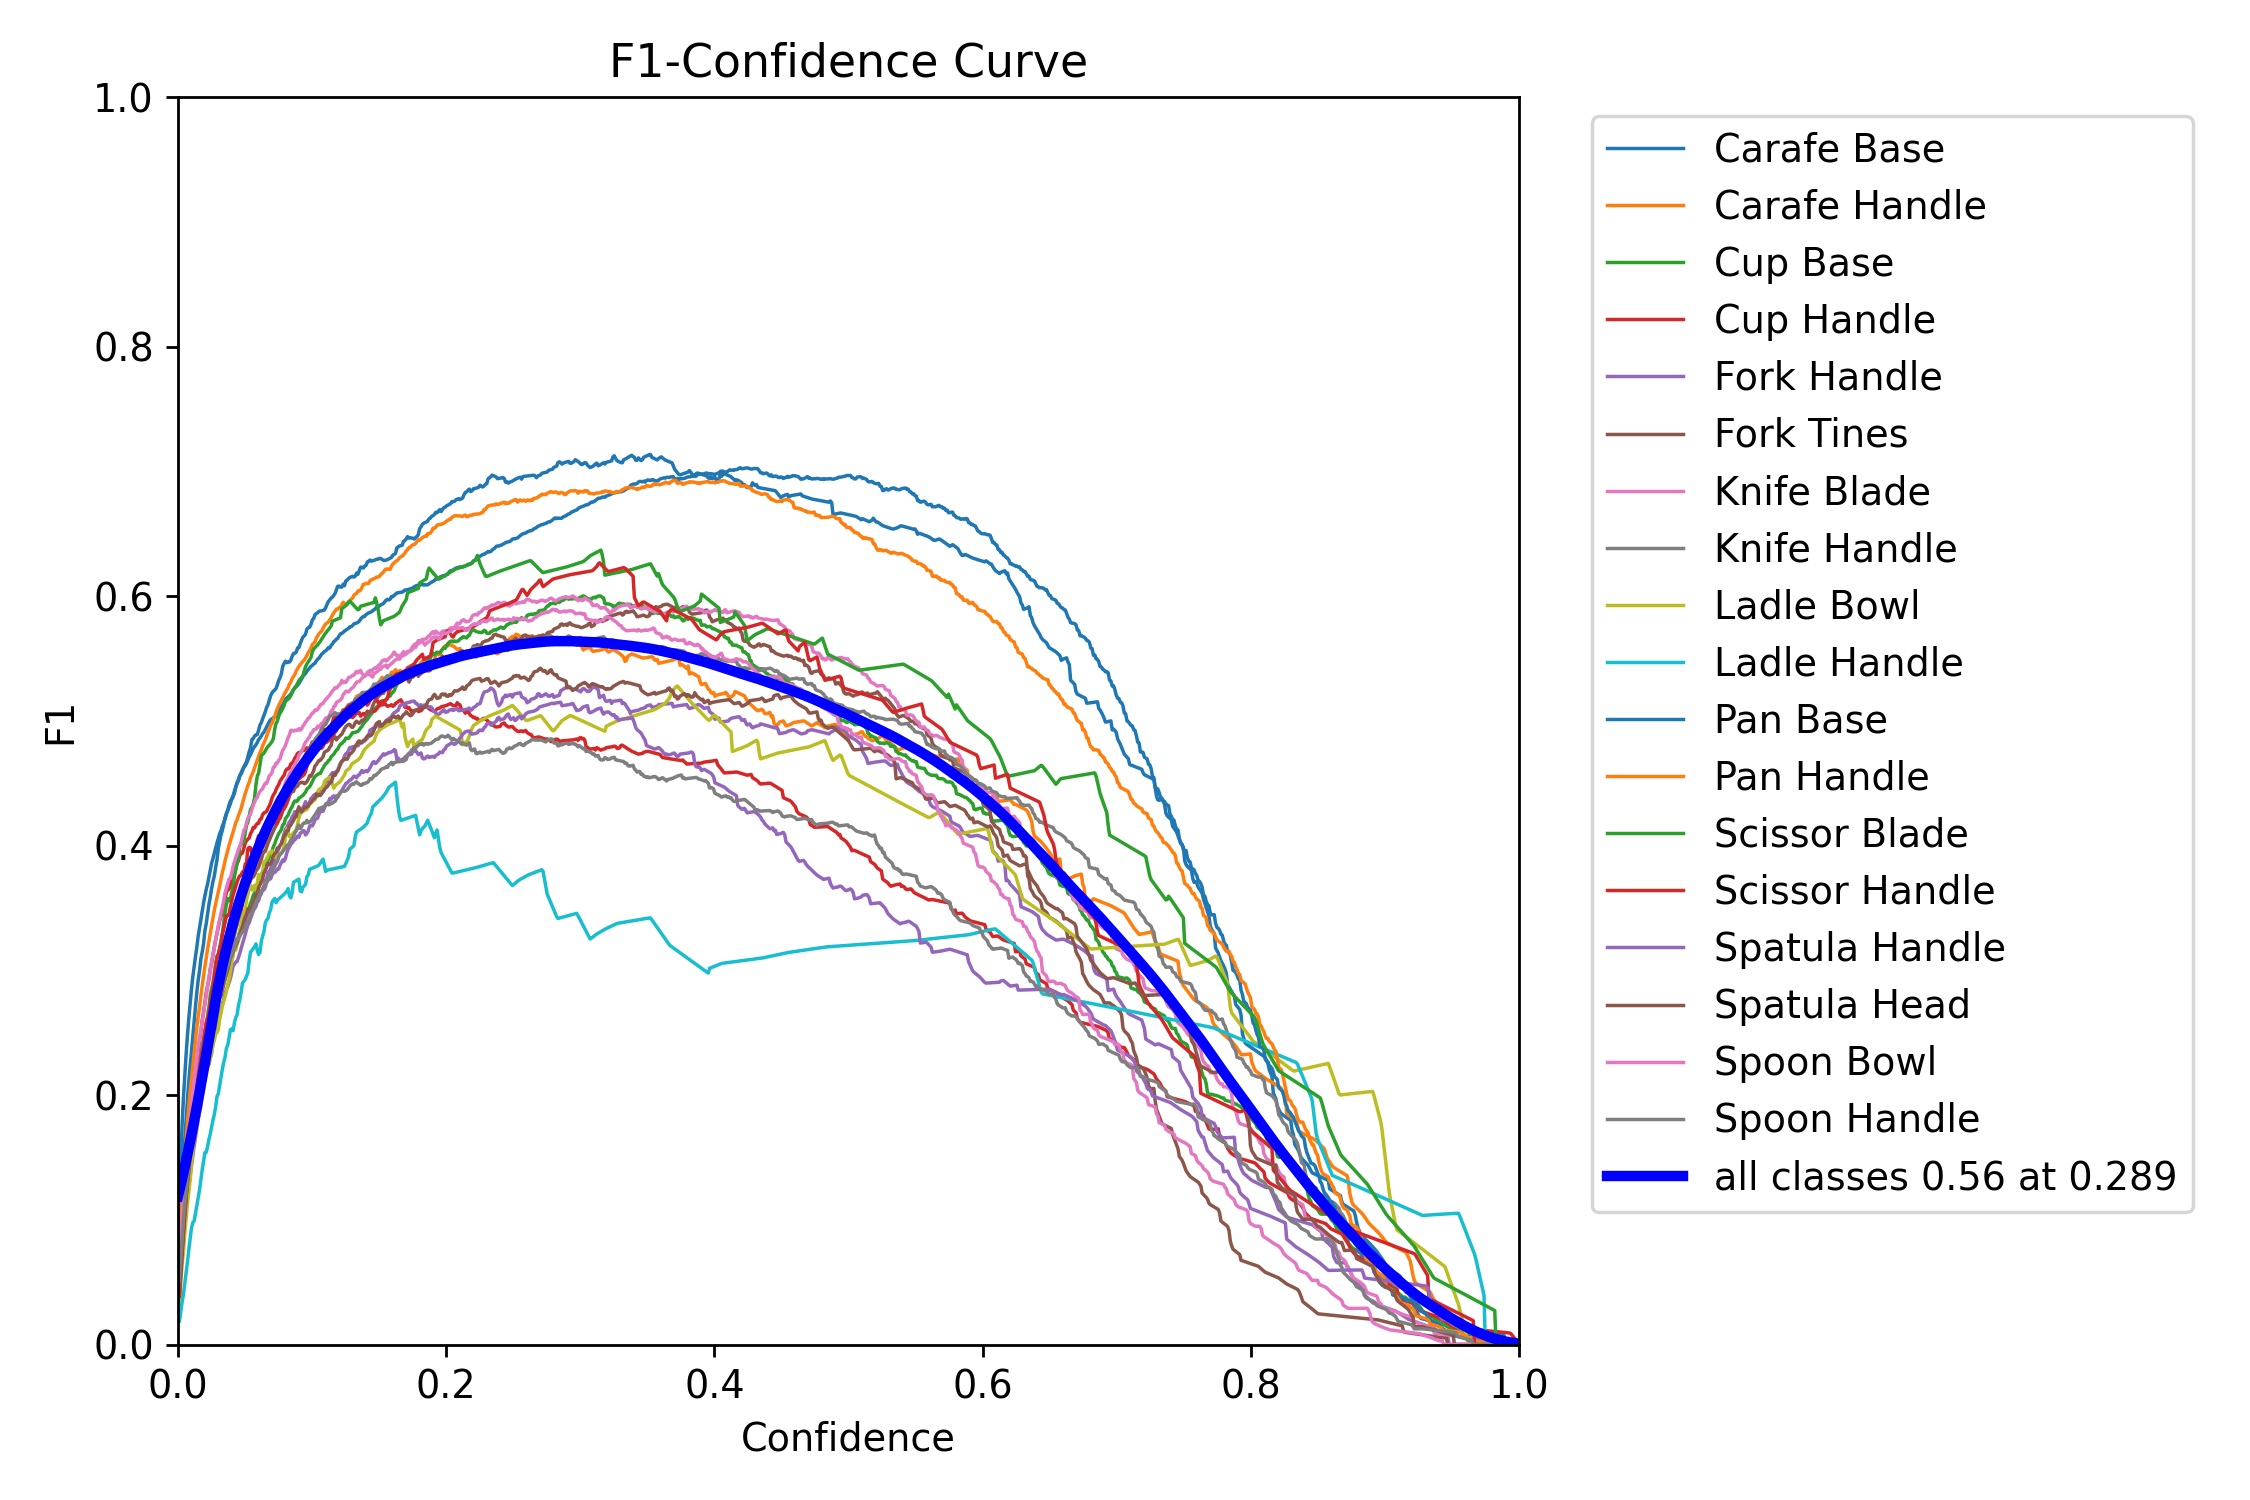 F1-Confidence Curve
1.0
0.8
0.6
0.4
0.2
0.0
F1
0.0 0.2 0.4 0.6 0.8 1.0
Confidence
Carafe Base
Carafe Handle
Cup Base
Cup Handle
Fork Handle
Fork Tines
Knife Blade
Knife Handle
Ladle Bowl
Ladle Handle
Pan Base
Pan Handle
Scissor Blade
Scissor Handle
Spatula Handle
Spatula Head
Spoon Bowl
Spoon Handle
all classes 0.56 at 0.289